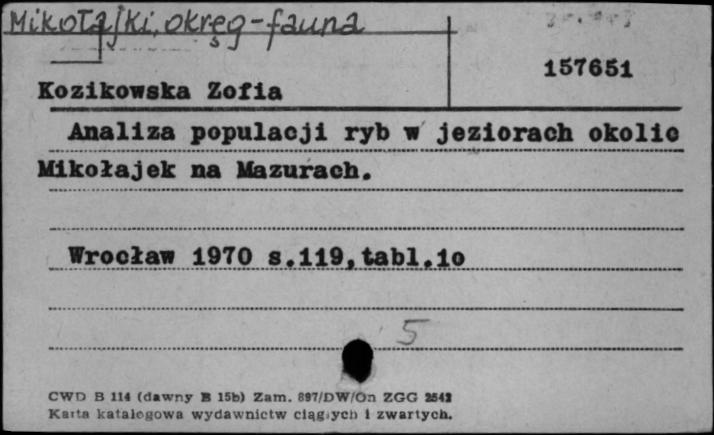 Mikołajki, okręg-fauna
157651
Kozikowska Zofia
Analiza populacji ryb w jeziorach okolic
Mikołajek na Mazurach.
Wrocław 1970 s.119,tabl.10
5
CWD B 114 (dawny B 15b) Zam. 897/DW/On ZGG 2542
Karta katalogowa wydawnictw ciągłych i zwartych.